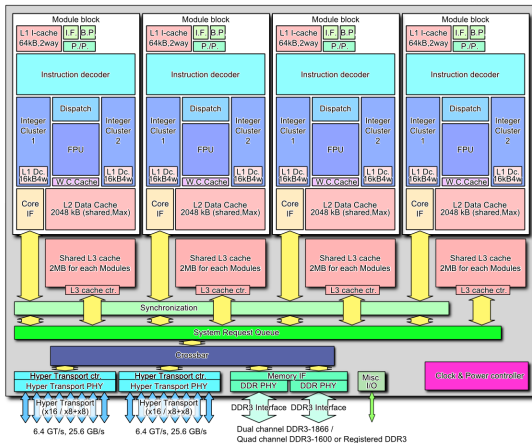 Module block
Module block
Module block
Module block
L1 I-cache
64kB,2way
I.F.
B.P
P./P.
L1 I-cache
64kB,2way
I.F.
B.P
P./P.
L1 I-cache
64kB,2way
I.F.
B.P
P./P.
L1 I-cache
64kB,2way
I.F.
B.P
P./P.
Instruction decoder
Instruction decoder
Instruction decoder
Instruction decoder
Integer
Cluster
1
Dispatch
FPU
Integer
Cluster
2
L1 Dc.
16kB4w
W.C.Cache
L1 Dc.
16kB4w
Integer
Cluster
1
Dispatch
FPU
Integer
Cluster
2
L1 Dc.
16kB4w
W.C.Cache
L1 Dc.
16kB4w
Integer
Cluster
1
Dispatch
FPU
Integer
Cluster
2
L1 Dc.
16kB4w
W.C.Cache
L1 Dc.
16kB4w
Integer
Cluster
1
Dispatch
FPU
Integer
Cluster
2
L1 Dc.
16kB4w
W.C.Cache
L1 Dc.
16kB4w
Core
IF
L2 Data Cache
2048 kB (shared,Max)
Core
IF
L2 Data Cache
2048 kB (shared,Max)
Core
IF
L2 Data Cache
2048 kB (shared,Max)
Core
IF
L2 Data Cache
2048 kB (shared,Max)
Shared L3 cache
2MB for each Modules
L3 cache ctr.
Shared L3 cache
2MB for each Modules
L3 cache ctr.
Shared L3 cache
2MB for each Modules
L3 cache ctr.
Shared L3 cache
2MB for each Modules
L3 cache ctr.
Synchronization
System Request Queue
Crossbar
Hyper Transport ctr.
Hyper Transport PHY
Hyper Transport ctr.
Hyper Transport PHY
Memory IF
DDR PHY
DDR PHY
Misc
I/O
Clock & Power controller
Hyper Transport
(x16 / x8+x8)
Hyper Transport
(x16 / x8+x8)
DDR3 Interface
DDR3 Interface
6.4 GT/s, 25.6 GB/s
6.4 GT/s, 25.6 GB/s
Dual channel DDR3-1866 /
Quad channel DDR3-1600 or Registered DDR3